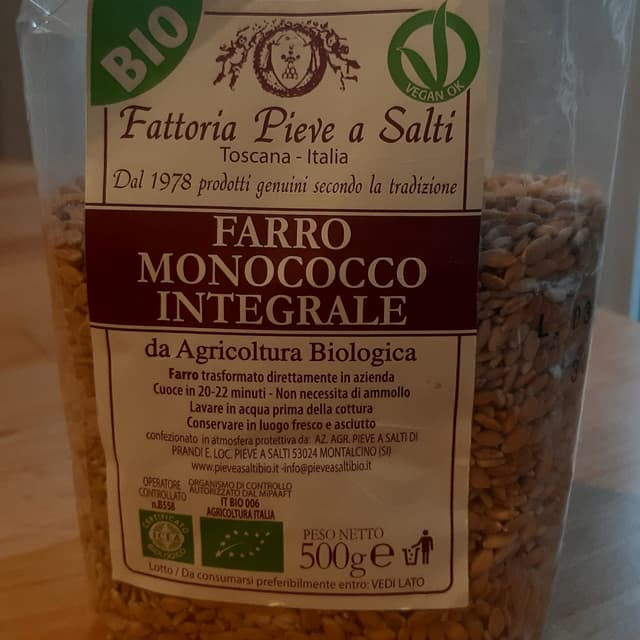 BIO
VEGAN OK
Fattoria Pieve a Salti
Toscana - Italia
Dal 1978 prodotti genuini secondo la tradizione
FARRO
MONOCOCCO
INTEGRALE
da Agricoltura Biologica
Farro trasformato direttamente in azienda
Cuoce in 20-22 minuti - Non necessita di ammollo
Lavare in acqua prima della cottura
Conservare in luogo fresco e asciutto
confezionato in atmosfera protettiva da: AZ. AGR. PIEVE A SALTI DI
PRANDI E. LOC. PIEVE A SALTI 53024 MONTALCINO (SI)
www.pieveasaltibio.it -info@pieveasaltibio.it
OPERATORE
CONTROLLATO
n.B558
ORGANISMO DI CONTROLLO
AUTORIZZATO DAL MIPAAFT
IT BIO 006
AGRICOLTURA ITALIA
PESO NETTO
500g e
Lotto / Da consumarsi preferibilmente entro: VEDI LATO